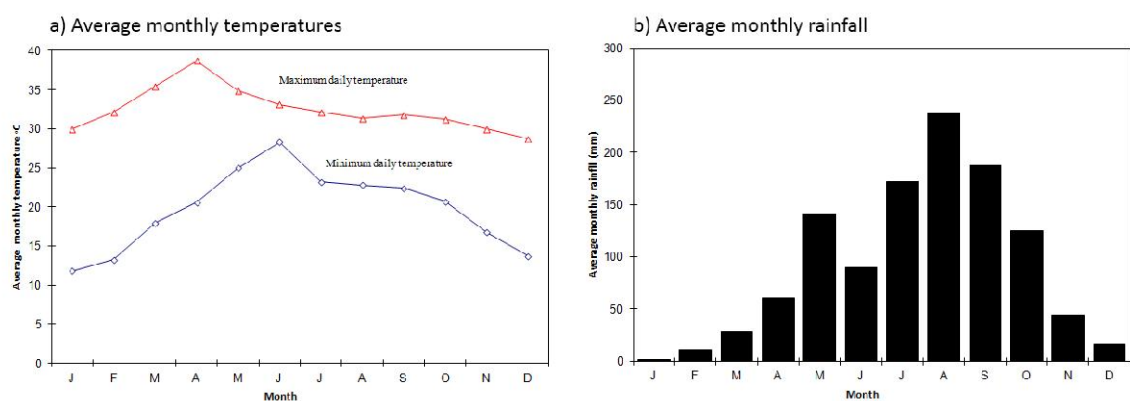 a) Average monthly temperatures
40
35
30
25
20
15
10
5
0
Average monthly temperature °C
Maximum daily temperature
Minimum daily temperature
J F M A M J J A S O N D
Month
b) Average monthly rainfall
300
250
200
150
100
50
0
Average monthly rainfll (mm)
J F M A M J J A S O N D
Month